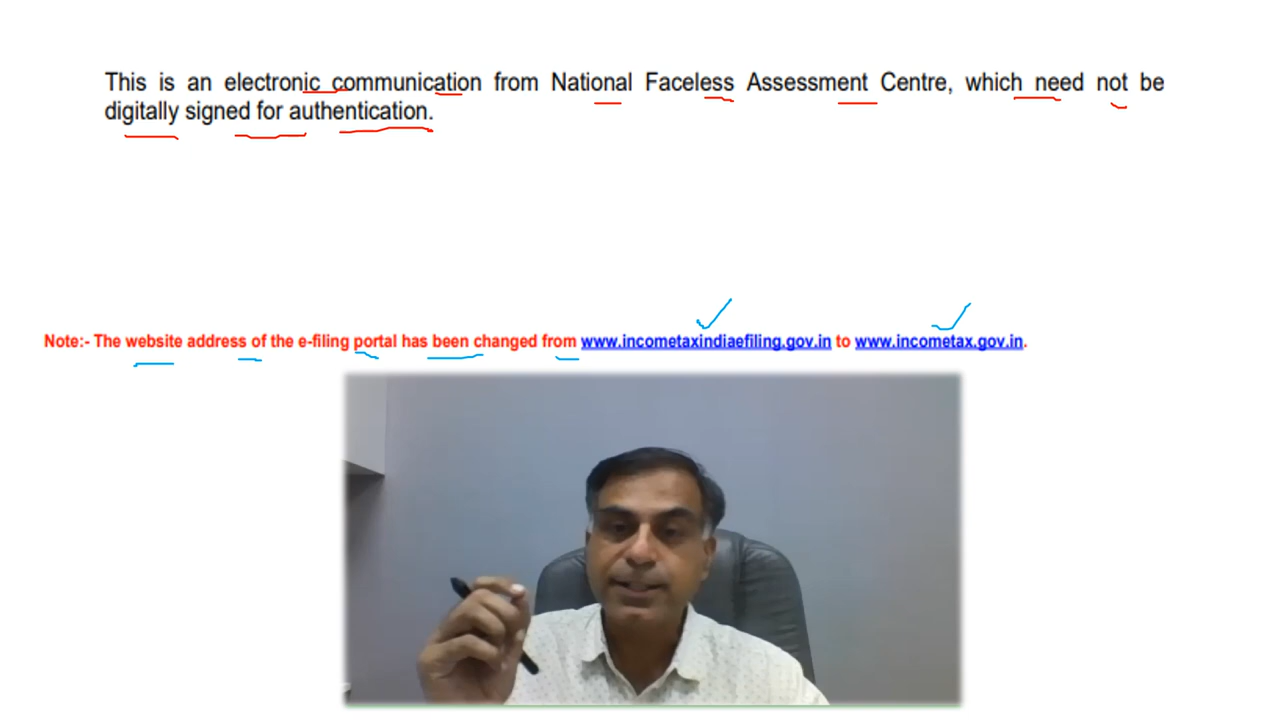 This is an electronic communication from National Faceless Assessment Centre, which need not be
digitally signed for authentication.
Note:- The website address of the e-filing portal has been changed from www.incometaxindiaefiling.gov.in to www.incometax.gov.in.